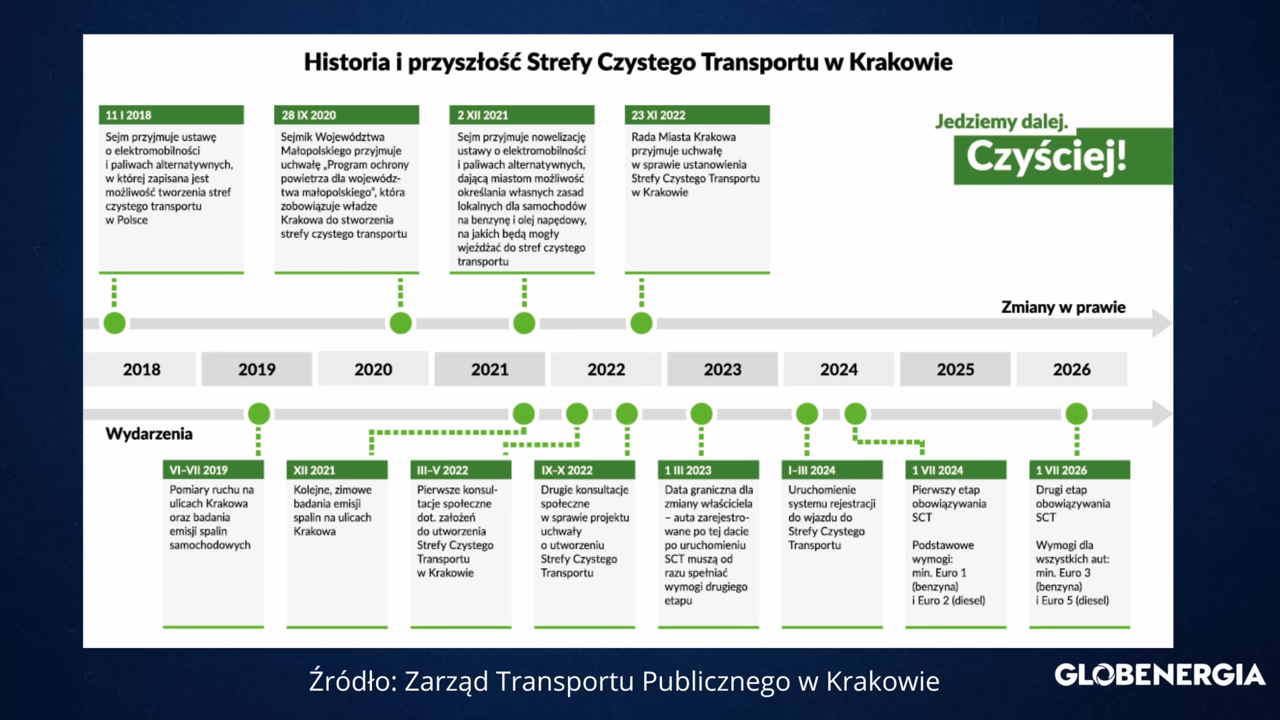 Historia i przyszłość Strefy Czystego Transportu w Krakowie
Jedziemy dalej.
Czyściej!
11 I 2018
Sejm przyjmuje ustawę
o elektromobilności
i paliwach alternatywnych,
w której zapisana jest
możliwość tworzenia stref
czystego transportu
w Polsce
28 IX 2020
Sejmik Województwa
Małopolskiego przyjmuje
uchwałę „Program ochrony
powietrza dla wojewódz-
twa małopolskiego”, która
zobowiązuje władze
Krakowa do stworzenia
strefy czystego transportu
2 XII 2021
Sejm przyjmuje nowelizację
ustawy o elektromobilności
i paliwach alternatywnych,
dającą miastom możliwość
określania własnych zasad
lokalnych dla samochodów
na benzynę i olej napędowy,
na jakich będą mogły
wjeżdżać do stref czystego
transportu
23 XI 2022
Rada Miasta Krakowa
przyjmuje uchwałę
w sprawie ustanowienia
Strefy Czystego Transportu
w Krakowie
Zmiany w prawie
2018
2019
2020
2021
2022
2023
2024
2025
2026
Wydarzenia
VI–VII 2019
Pomiary ruchu na
ulicach Krakowa
oraz badania
emisji spalin
samochodowych
XII 2021
Kolejne, zimowe
badania emisji
spalin na ulicach
Krakowa
III–V 2022
Pierwsze konsul-
tacje społeczne
dot. założeń
do utworzenia
Strefy Czystego
Transportu
w Krakowie
IX–X 2022
Drugie konsultacje
społeczne
w sprawie projektu
uchwały
o utworzeniu
Strefy Czystego
Transportu
1 III 2023
Data graniczna dla
zmiany właściciela
– auta zarejestro-
wane po tej dacie
po uruchomieniu
SCT muszą od
razu spełniać
wymogi drugiego
etapu
I–III 2024
Uruchomienie
systemu rejestracji
do wjazdu do
Strefy Czystego
Transportu
1 VII 2024
Pierwszy etap
obowiązywania
SCT
Podstawowe
wymogi:
min. Euro 1
(benzyna)
i Euro 2 (diesel)
1 VII 2026
Drugi etap
obowiązywania
SCT
Wymogi dla
wszystkich aut:
min. Euro 3
(benzyna)
i Euro 5 (diesel)
Źródło: Zarząd Transportu Publicznego w Krakowie
GLOBENERGIA